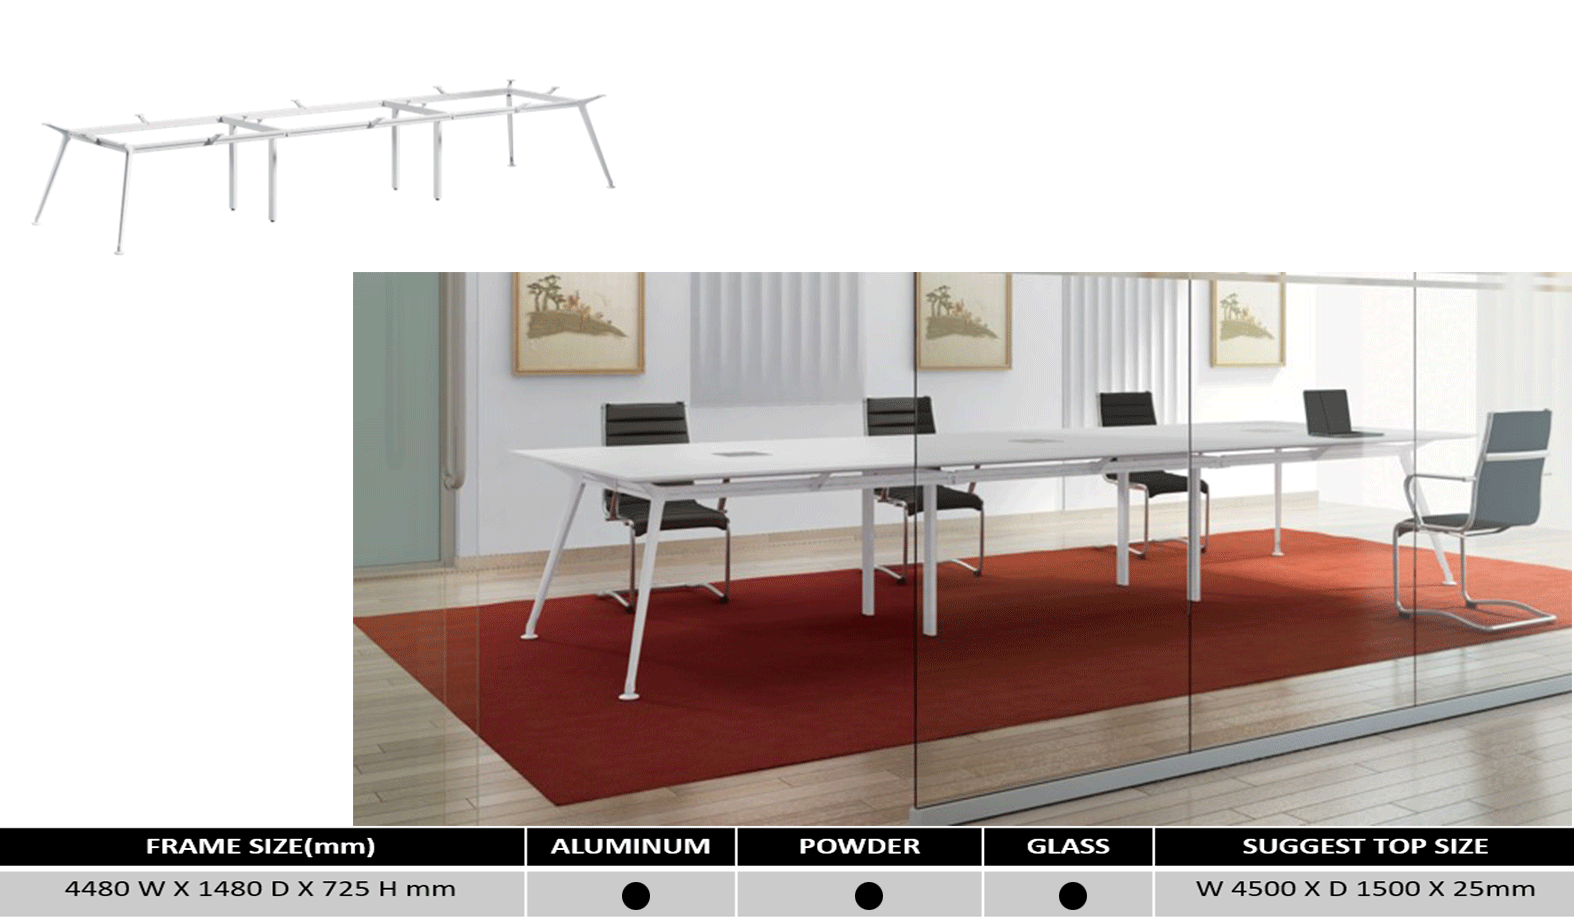 FRAME SIZE(mm) ALUMINUM POWDER GLASS SUGGEST TOP SIZE
4480 W X 1480 D X 725 H mm ● ● ● W 4500 X D 1500 X 25mm